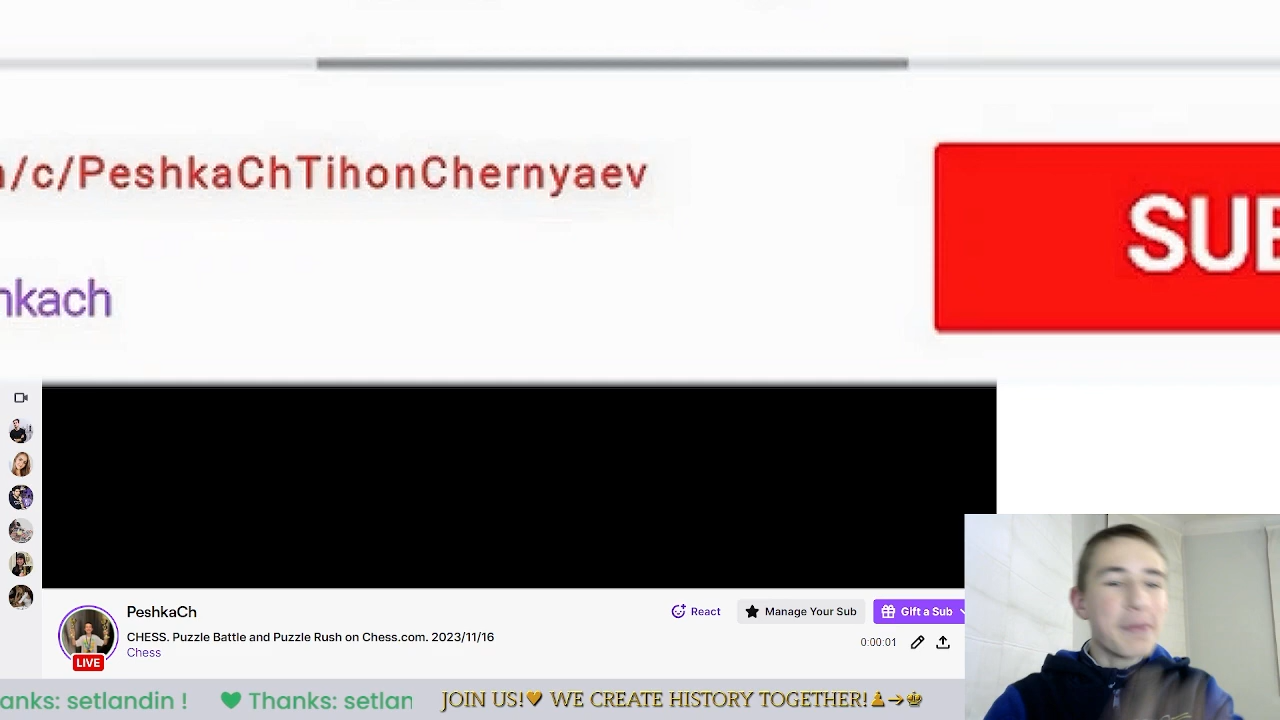 /c/PeshkaChTihonChernyaev
SUB
hkach
PeshkaCh
React
Manage Your Sub
Gift a Sub
CHESS. Puzzle Battle and Puzzle Rush on Chess.com. 2023/11/16
0:00:01
Chess
LIVE
anks: setlandin ! 💚 Thanks: setlan
JOIN US!🧡 WE CREATE HISTORY TOGETHER!♟→♚